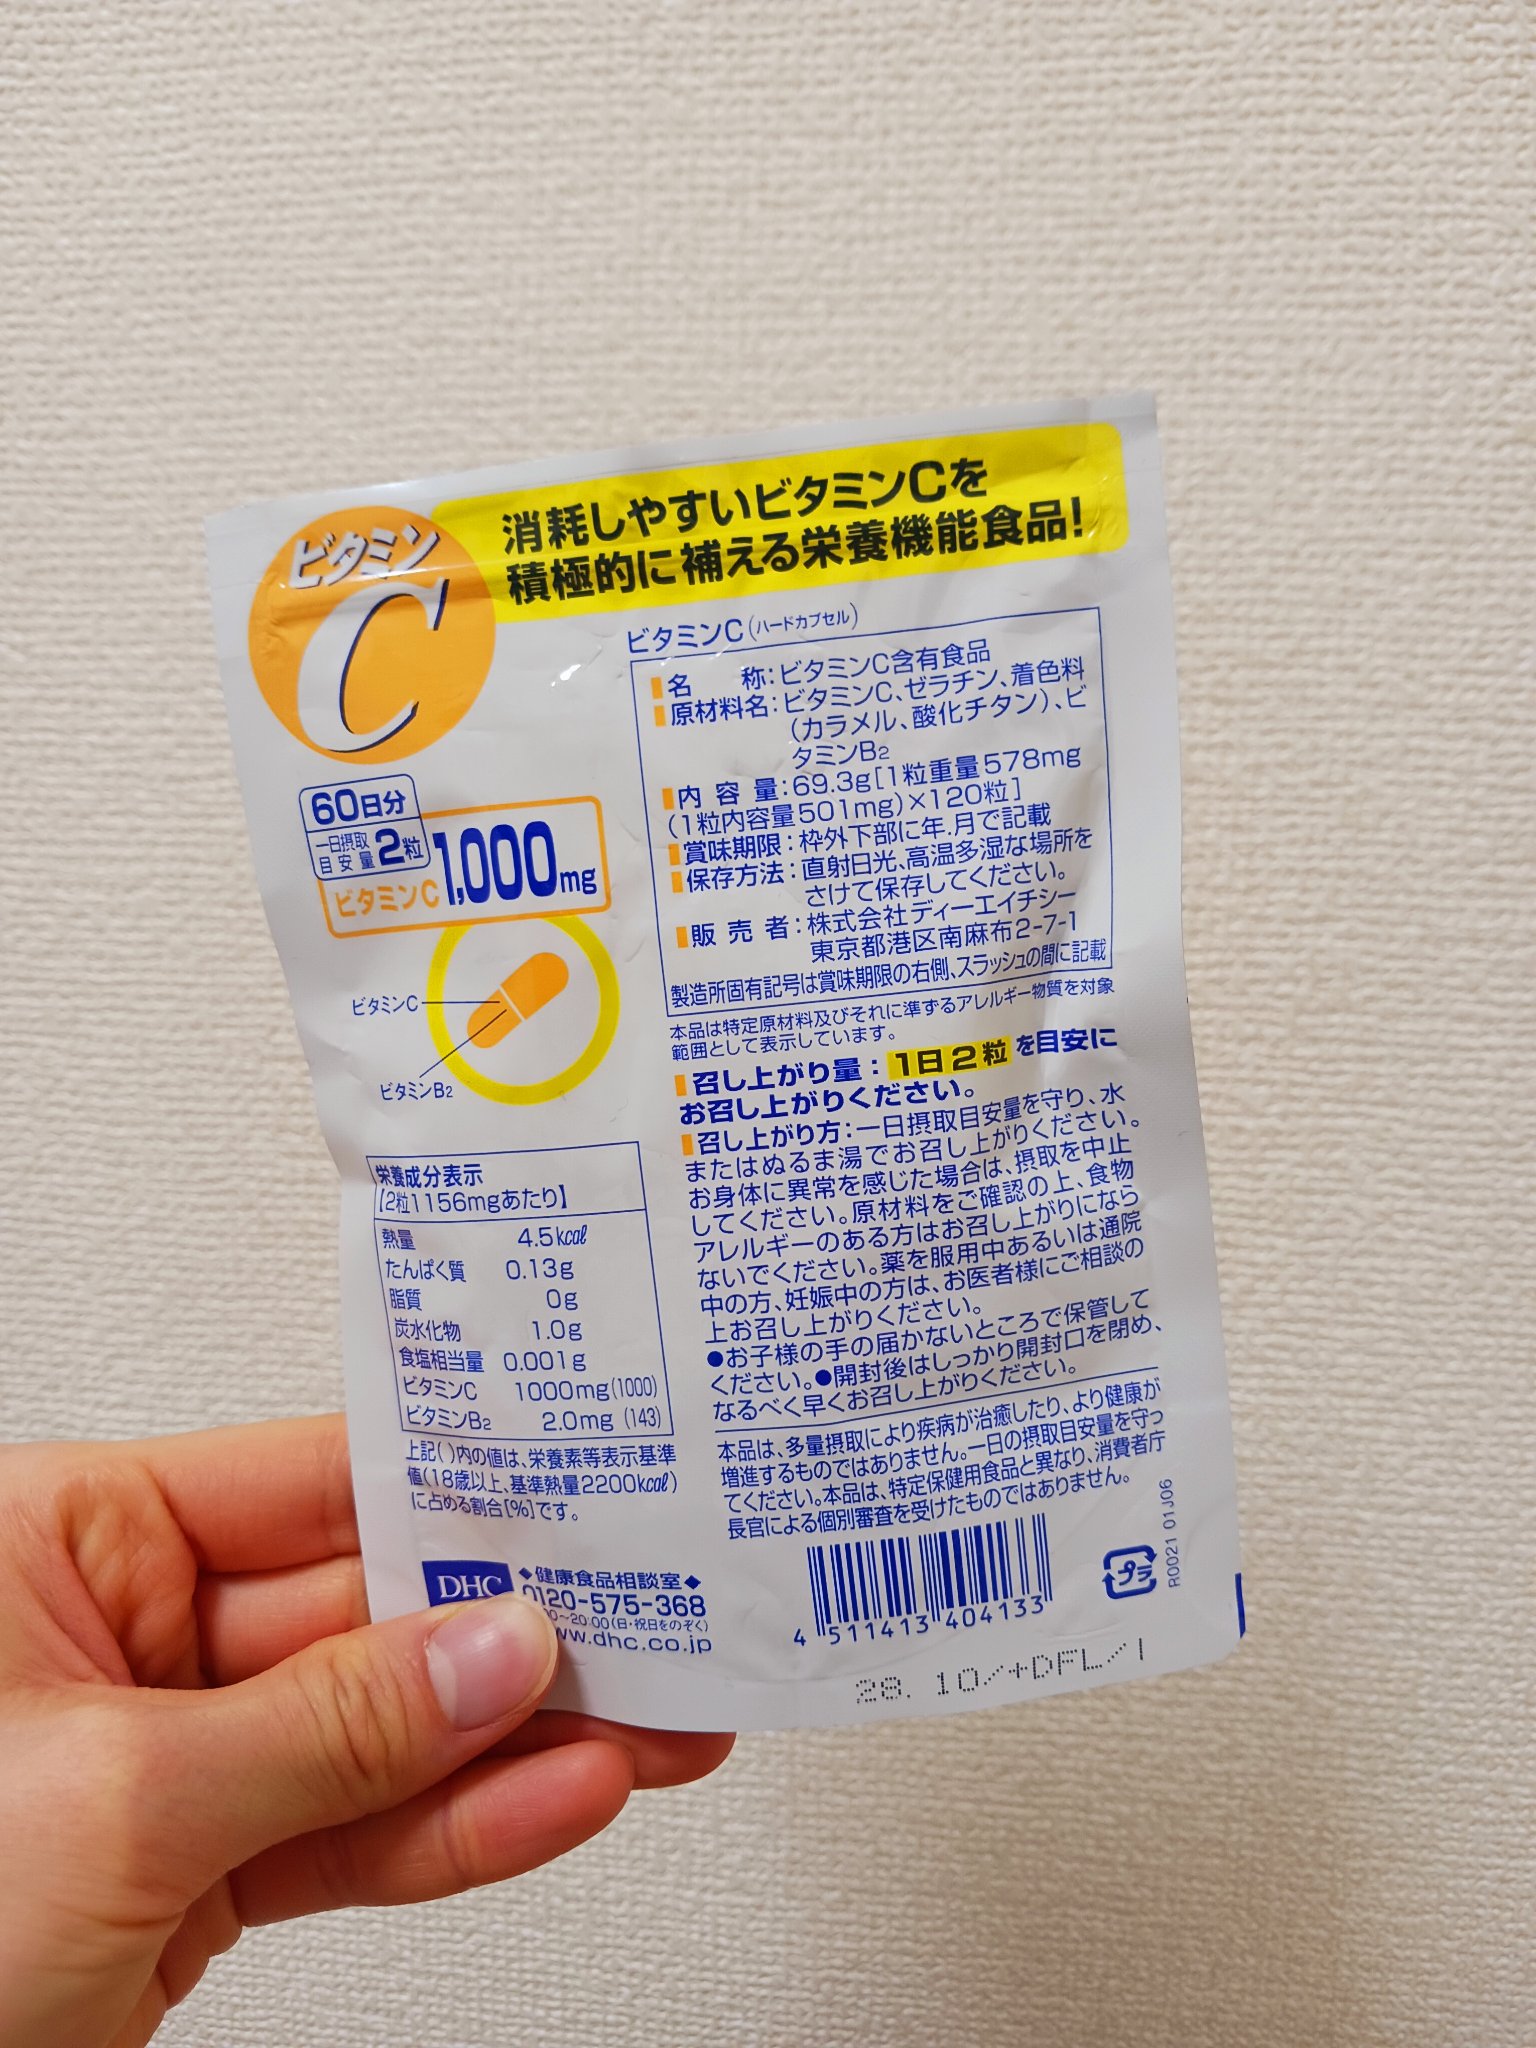 消耗しやすいビタミンCを
積極的に補える栄養機能食品!
ビタミン
C
60日分
一日摂取
目安量 2粒
ビタミンC 1,000mg
ビタミンC
ビタミンB2
栄養成分表示
【2粒1156mgあたり】
熱量 4.5kcal
たんぱく質 0.13g
脂質 0g
炭水化物 1.0g
食塩相当量 0.001g
ビタミンC 1000mg(1000)
ビタミンB2 2.0mg (143)
上記( )内の値は、栄養素等表示基準
値(18歳以上、基準熱量2200kcal)
に占める割合[%]です。
ビタミンC(ハードカプセル)
名 称:ビタミンC含有食品
原材料名:ビタミンC、ゼラチン、着色料
(カラメル、酸化チタン)、ビ
タミンB2
内 容 量:69.3g[1粒重量578mg
(1粒内容量501mg)×120粒]
賞味期限:枠外下部に年.月で記載
保存方法:直射日光、高温多湿な場所を
さけて保存してください。
販 売 者:株式会社ディーエイチシー
東京都港区南麻布2-7-1
製造所固有記号は賞味期限の右側、スラッシュの間に記載
本品は特定原材料及びそれに準ずるアレルギー物質を対象
範囲として表示しています。
召し上がり量:1日2粒を目安に
お召し上がりください。
召し上がり方:一日摂取目安量を守り、水
またはぬるま湯でお召し上がりください。
お身体に異常を感じた場合は、摂取を中止
してください。原材料をご確認の上、食物
アレルギーのある方はお召し上がりになら
ないでください。薬を服用中あるいは通院
中の方、妊娠中の方は、お医者様にご相談の
上お召し上がりください。
●お子様の手の届かないところで保管して
ください。●開封後はしっかり開封口を閉め、
なるべく早くお召し上がりください。
本品は、多量摂取により疾病が治癒したり、より健康が
増進するものではありません。一日の摂取目安量を守っ
てください。本品は、特定保健用食品と異なり、消費者庁
長官による個別審査を受けたものではありません。
DHC
◆健康食品相談室◆
0120-575-368
20:00(日・祝日をのぞく)
w.dhc.co.jp
4 511413 404133
プラ
R0021 01J06
28. 10/+DFL/I